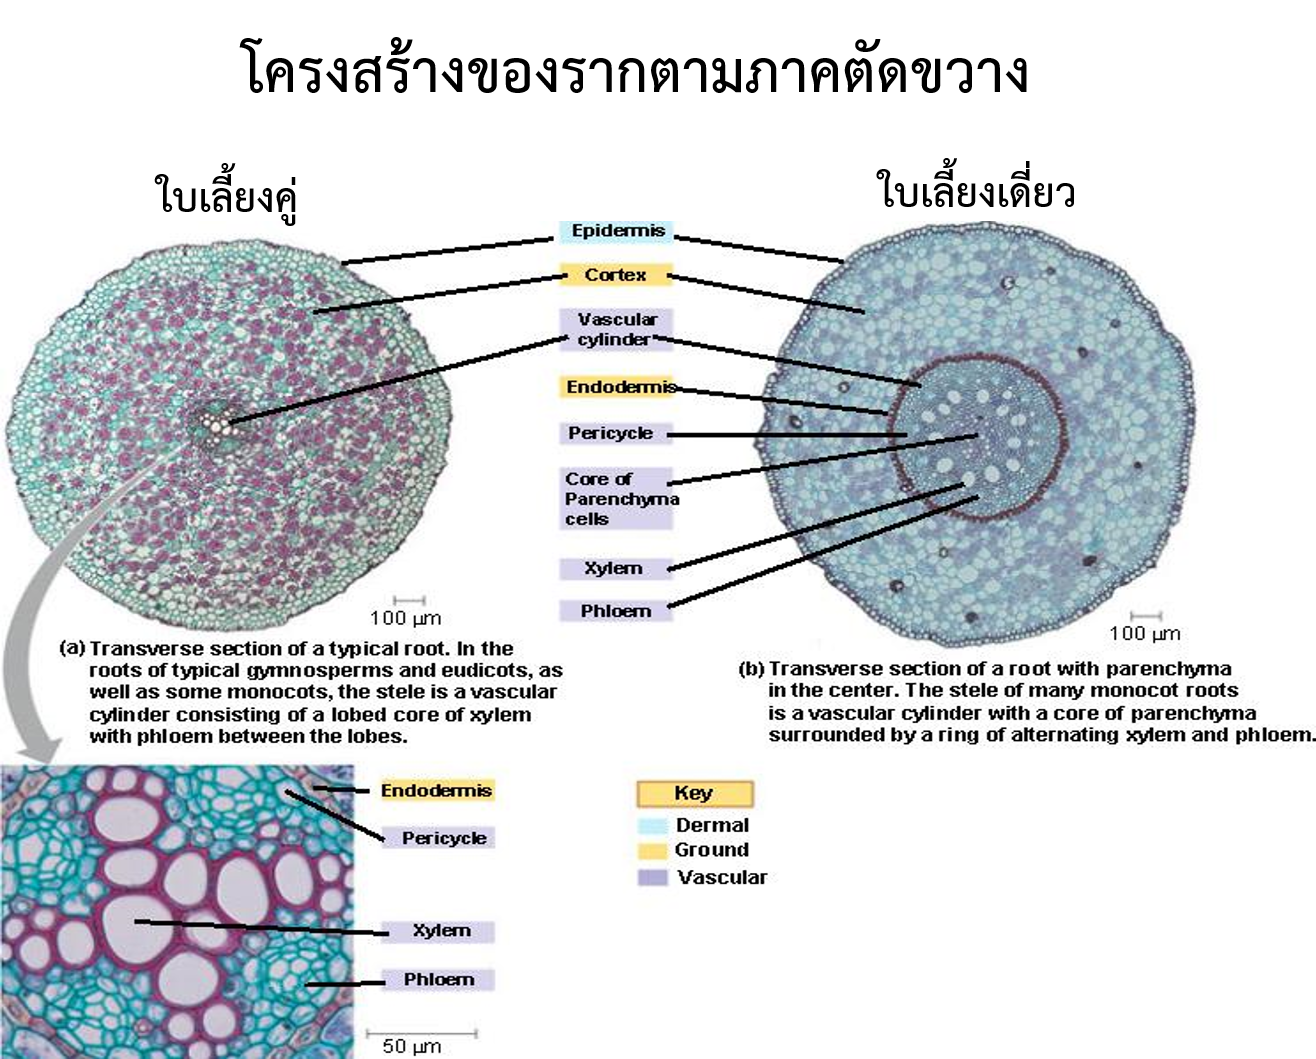 โครงสร้างของรากตามภาคตัดขวาง
ใบเลี้ยงคู่
ใบเลี้ยงเดี่ยว
Epidermis
Cortex
Vascular
cylinder
Endodermis
Pericycle
Core of
Parenchyma
cells
Xylem
Phloem
100 µm
100 µm
(a) Transverse section of a typical root. In the
roots of typical gymnosperms and eudicots, as
well as some monocots, the stele is a vascular
cylinder consisting of a lobed core of xylem
with phloem between the lobes.
(b) Transverse section of a root with parenchyma
in the center. The stele of many monocot roots
is a vascular cylinder with a core of parenchyma
surrounded by a ring of alternating xylem and phloem.
Endodermis
Pericycle
Xylem
Phloem
50 µm
Key
Dermal
Ground
Vascular